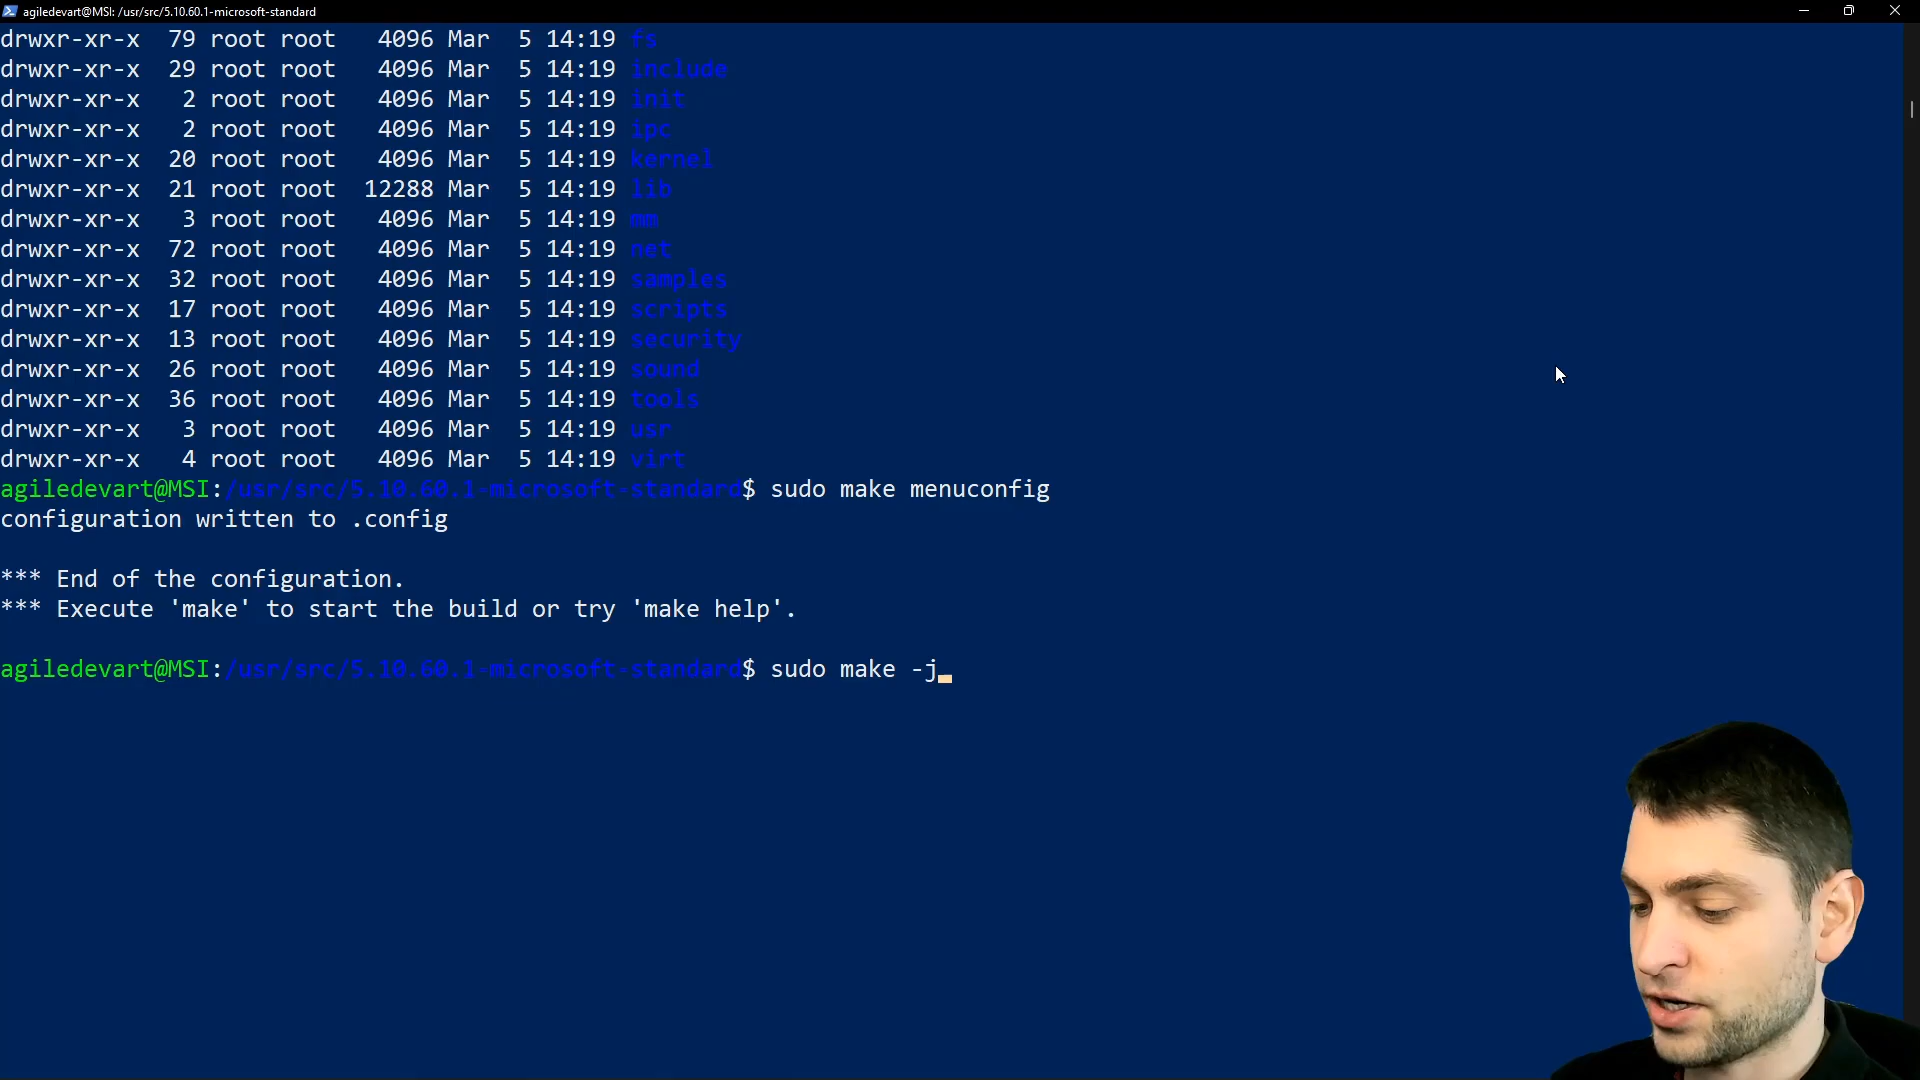 agiledevart@MSI: /usr/src/5.10.60.1-microsoft-standard
drwxr-xr-x  79 root root   4096 Mar  5 14:19 fs
drwxr-xr-x  29 root root   4096 Mar  5 14:19 include
drwxr-xr-x   2 root root   4096 Mar  5 14:19 init
drwxr-xr-x   2 root root   4096 Mar  5 14:19 ipc
drwxr-xr-x  20 root root   4096 Mar  5 14:19 kernel
drwxr-xr-x  21 root root  12288 Mar  5 14:19 lib
drwxr-xr-x   3 root root   4096 Mar  5 14:19 mm
drwxr-xr-x  72 root root   4096 Mar  5 14:19 net
drwxr-xr-x  32 root root   4096 Mar  5 14:19 samples
drwxr-xr-x  17 root root   4096 Mar  5 14:19 scripts
drwxr-xr-x  13 root root   4096 Mar  5 14:19 security
drwxr-xr-x  26 root root   4096 Mar  5 14:19 sound
drwxr-xr-x  36 root root   4096 Mar  5 14:19 tools
drwxr-xr-x   3 root root   4096 Mar  5 14:19 usr
drwxr-xr-x   4 root root   4096 Mar  5 14:19 virt
agiledevart@MSI:/usr/src/5.10.60.1-microsoft-standard$ sudo make menuconfig
configuration written to .config
*** End of the configuration.
*** Execute 'make' to start the build or try 'make help'.
agiledevart@MSI:/usr/src/5.10.60.1-microsoft-standard$ sudo make -j